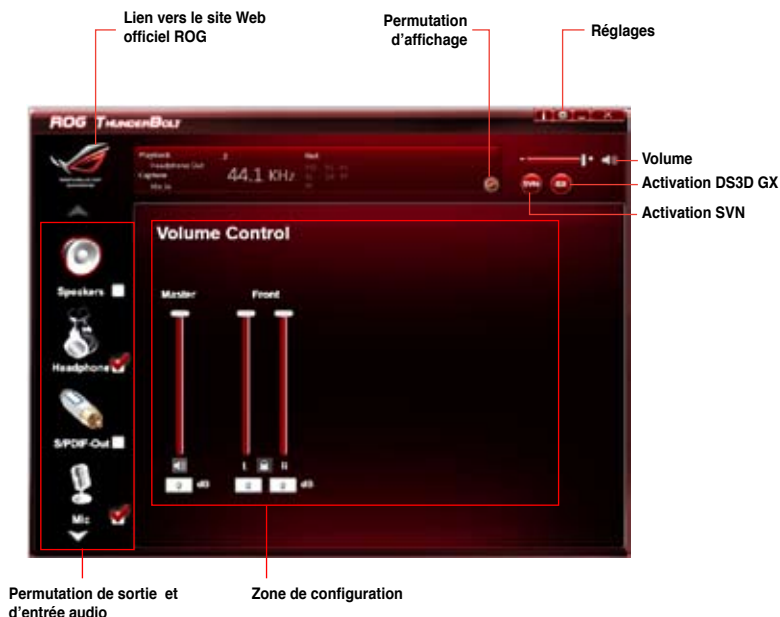 Lien vers le site Web
officiel ROG
Permutation
d'affichage
Réglages
ROG THUNDERBOLT
Playback
Headphone Out
Capture
Mic In
2
44.1 KHz
Volume
Activation DS3D GX
SVN
GX
Activation SVN
Volume Control
Speakers
Master
Front
Headphone
S/PDIF-Out
L
R
0 dB
0
0 dB
Mic
Permutation de sortie et
d'entrée audio
Zone de configuration